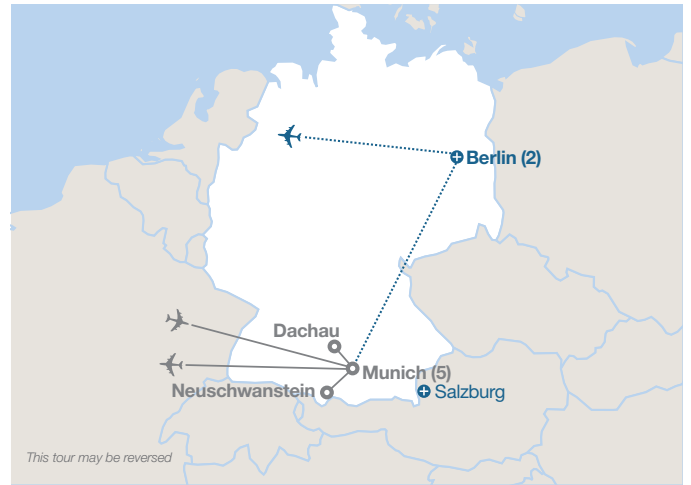 Berlin (2)
Dachau
Munich (5)
Neuschwanstein
Salzburg
This tour may be reversed